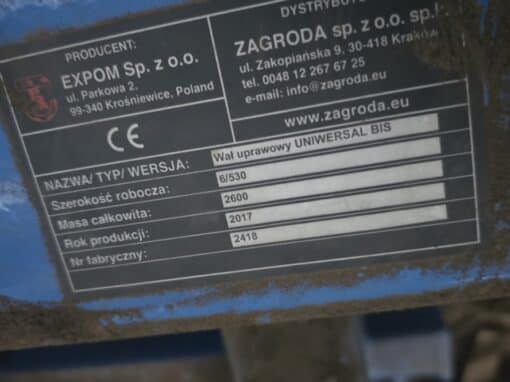 PRODUCENT:
EXPOM Sp. z o.o.
ul. Parkowa 2,
99-340 Krośniewice, Poland
DYSTRYBUTO
ZAGRODA sp. z o.o. sp.
ul. Zakopiańska 9, 30-418 Kraków
tel. 0048 12 267 67 25
e-mail: info@zagroda.eu
CE
www.zagroda.eu
NAZWA/ TYP/ WERSJA: Wał uprawowy UNIWERSAL BIS
Szerokość robocza: 6/530
Masa całkowita: 2600
Rok produkcji: 2017
Nr fabryczny: 2418